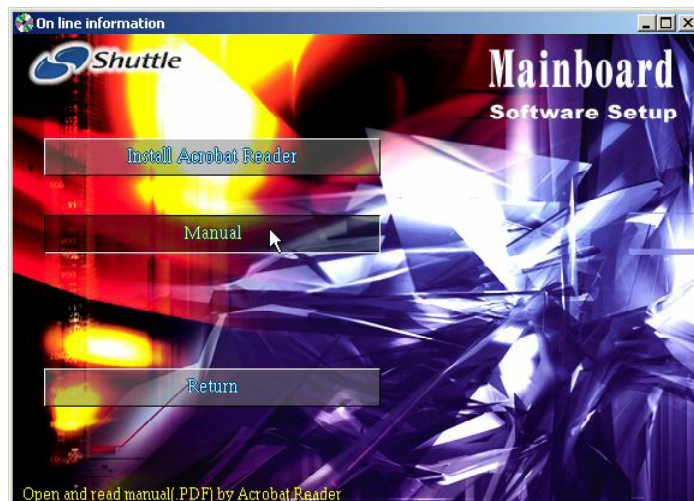 On line information
Shuttle
Mainboard
Software Setup
Install Acrobat Reader
Manual
Return
Open and read manual(.PDF) by Acrobat Reader